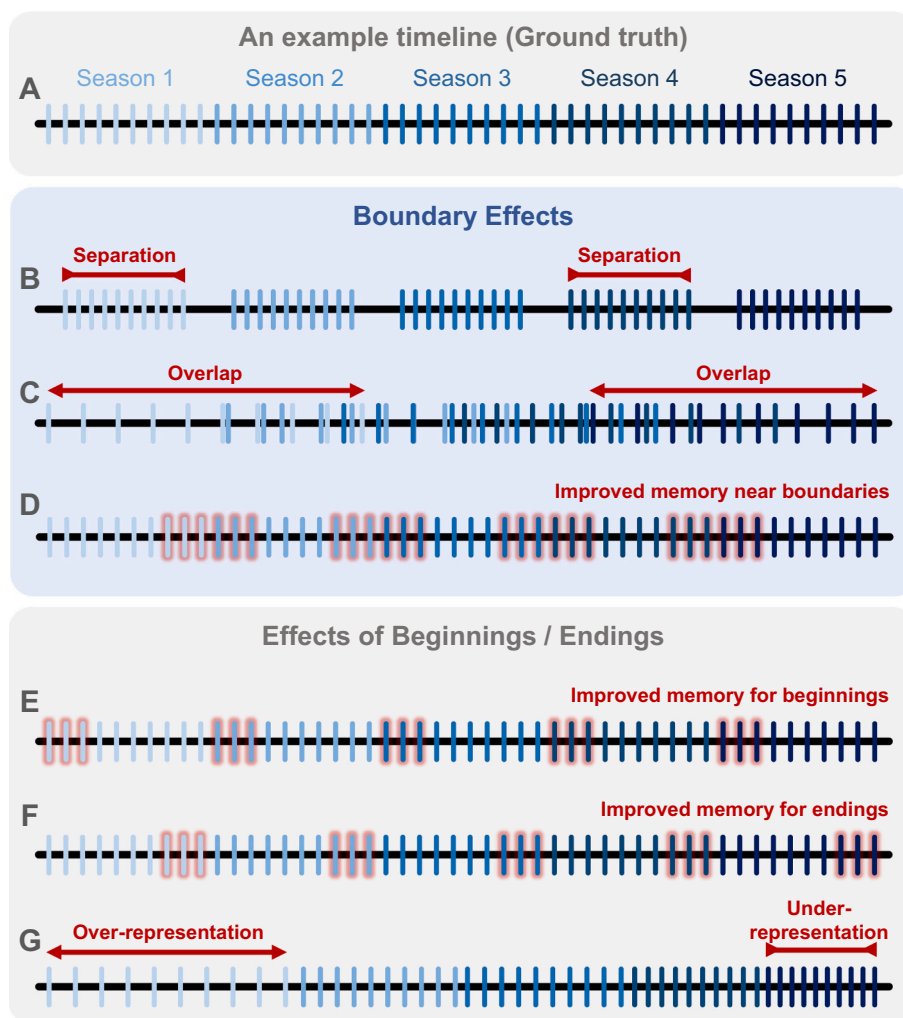 An example timeline (Ground truth)
A
Season 1 Season 2 Season 3 Season 4 Season 5
Boundary Effects
B
Separation Separation
C
Overlap Overlap
D
Improved memory near boundaries
Effects of Beginnings / Endings
E
Improved memory for beginnings
F
Improved memory for endings
G
Over-representation
Under-
representation